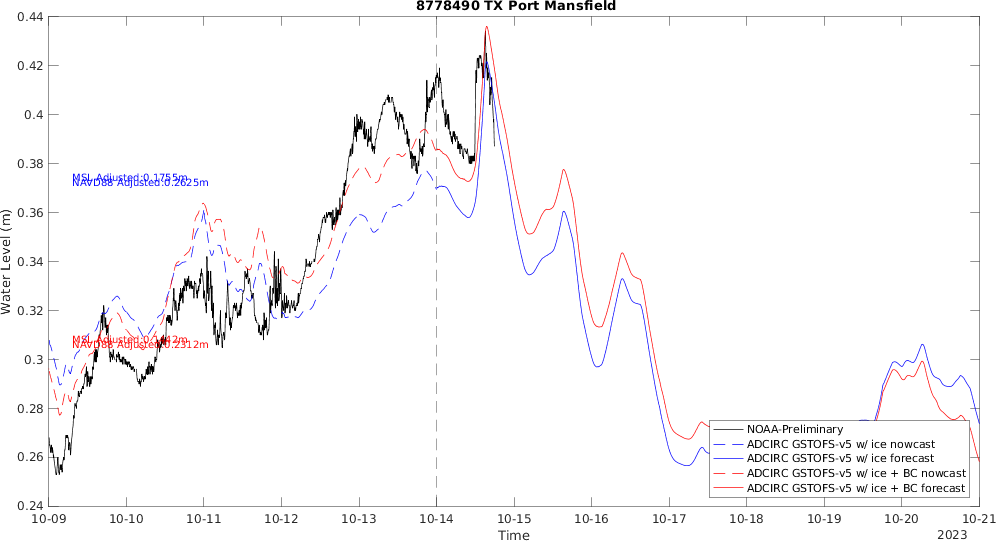 8778490 TX Port Mansfield
0.44
0.42
0.4
0.38
0.36
0.34
0.32
0.3
0.28
0.26
0.24
Water Level (m)
MSL Adjusted:0.1755m
NAVD88 Adjusted:0.2625m
NAVD88 Adjusted:0.2312m
NOAA-Preliminary
ADCIRC GSTOFS-v5 w/ ice nowcast
ADCIRC GSTOFS-v5 w/ ice forecast
ADCIRC GSTOFS-v5 w/ ice + BC nowcast
ADCIRC GSTOFS-v5 w/ ice + BC forecast
10-09 10-10 10-11 10-12 10-13 10-14 10-15 10-16 10-17 10-18 10-19 10-20 10-21
Time
2023